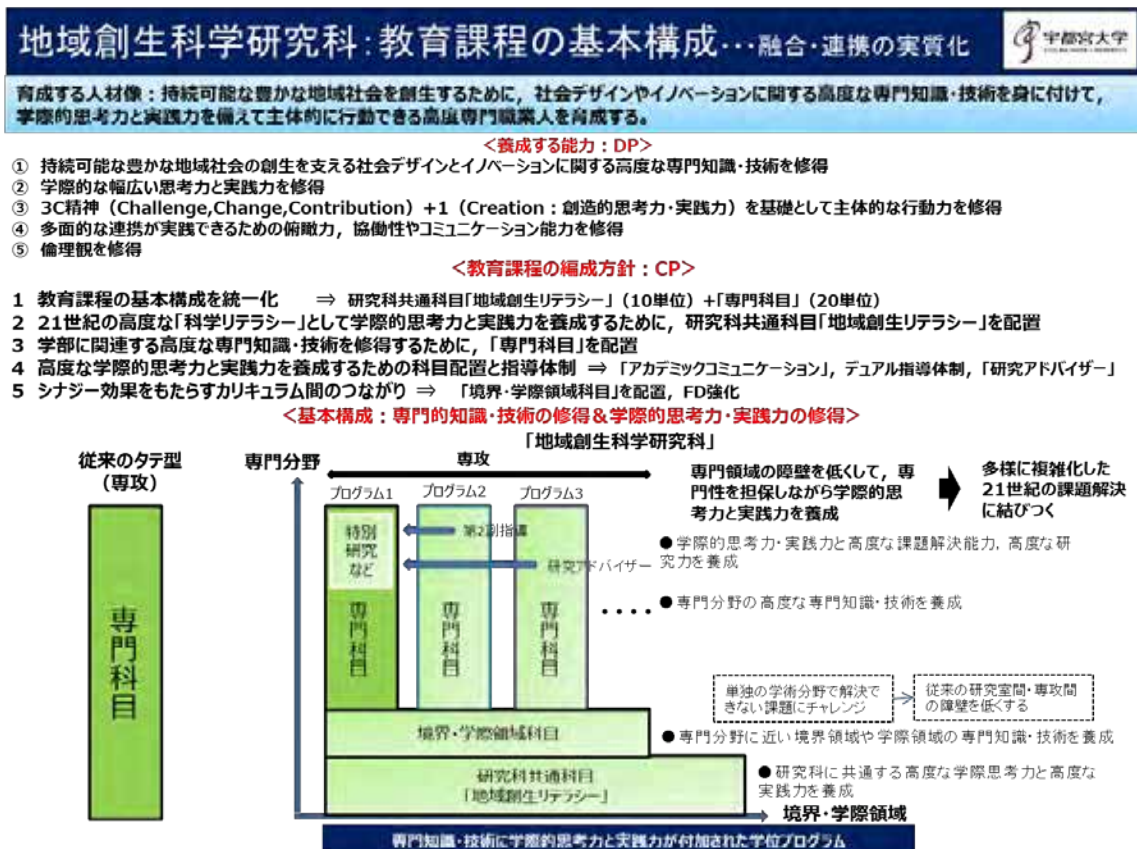 地域創生科学研究科：教育課程の基本構成…融合・連携の実質化
宇都宮大学
育成する人材像：持続可能な豊かな地域社会を創生するために，社会デザインやイノベーションに関する高度な専門知識・技術を身に付けて，
学際的思考力と実践力を備えて主体的に行動できる高度専門職業人を育成する。
＜養成する能力：DP＞
① 持続可能な豊かな地域社会の創生を支える社会デザインとイノベーションに関する高度な専門知識・技術を修得
② 学際的な幅広い思考力と実践力を修得
③ 3C精神（Challenge,Change,Contribution）+1（Creation：創造的思考力・実践力）を基礎として主体的な行動力を修得
④ 多面的な連携が実践できるための俯瞰力，協働性やコミュニケーション能力を修得
⑤ 倫理観を修得
＜教育課程の編成方針：CP＞
1 教育課程の基本構成を統一化 ⇒ 研究科共通科目「地域創生リテラシー」（10単位）+「専門科目」（20単位）
2 21世紀の高度な「科学リテラシー」として学際的思考力と実践力を養成するために，研究科共通科目「地域創生リテラシー」を配置
3 学部に関連する高度な専門知識・技術を修得するために，「専門科目」を配置
4 高度な学際的思考力と実践力を養成するための科目配置と指導体制 ⇒ 「アカデミックコミュニケーション」，デュアル指導体制，「研究アドバイザー」
5 シナジー効果をもたらすカリキュラム間のつながり ⇒ 「境界・学際領域科目」を配置，FD強化
＜基本構成：専門的知識・技術の修得＆学際的思考力・実践力の修得＞
「地域創生科学研究科」
従来のタテ型
（専攻）
専門科目
専門分野
専攻
プログラム1
プログラム2
プログラム3
特別
研究
など
第2副指導
研究アドバイザー
専門科目
専門科目
専門科目
‥‥
境界・学際領域科目
研究科共通科目
「地域創生リテラシー」
専門領域の障壁を低くして，専
門性を担保しながら学際的思
考力と実践力を養成
多様に複雑化した
21世紀の課題解決
に結びつく
●学際的思考力・実践力と高度な課題解決能力，高度な研
究力を養成
●専門分野の高度な専門知識・技術を養成
単独の学術分野で解決で
きない課題にチャレンジ
従来の研究室間・専攻間
の障壁を低くする
●専門分野に近い境界領域や学際領域の専門知識・技術を養成
●研究科に共通する高度な学際思考力と高度な
実践力を養成
境界・学際領域
専門知識・技術に学際的思考力と実践力が付加された学位プログラム